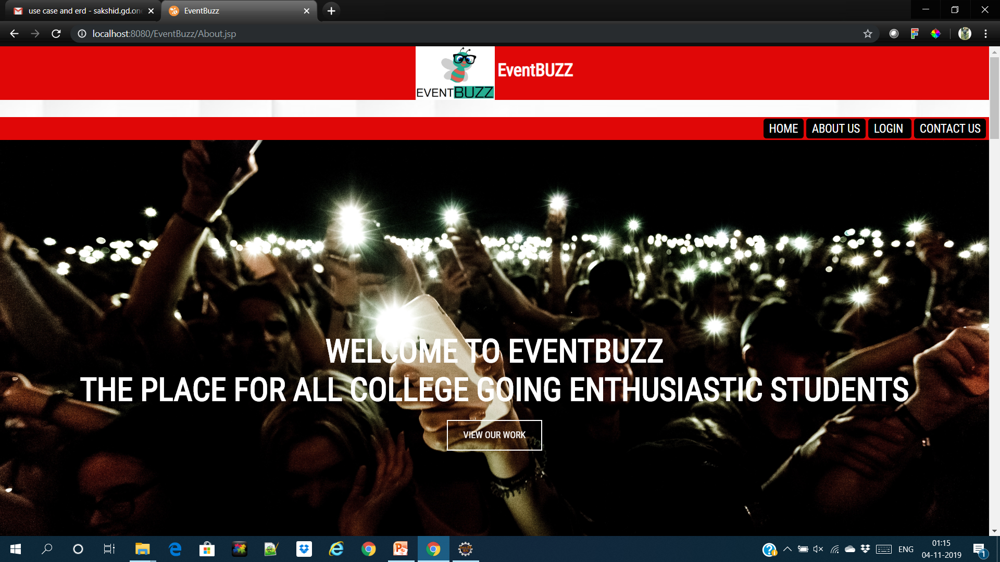 use case and erd - sakshid.gd.on
EventBuzz
localhost:8080/EventBuzz/About.jsp
EVENTBUZZ
EventBUZZ
HOME
ABOUT US
LOGIN
CONTACT US
WELCOME TO EVENTBUZZ
THE PLACE FOR ALL COLLEGE GOING ENTHUSIASTIC STUDENTS
VIEW OUR WORK
ENG
01:15
04-11-2019
1